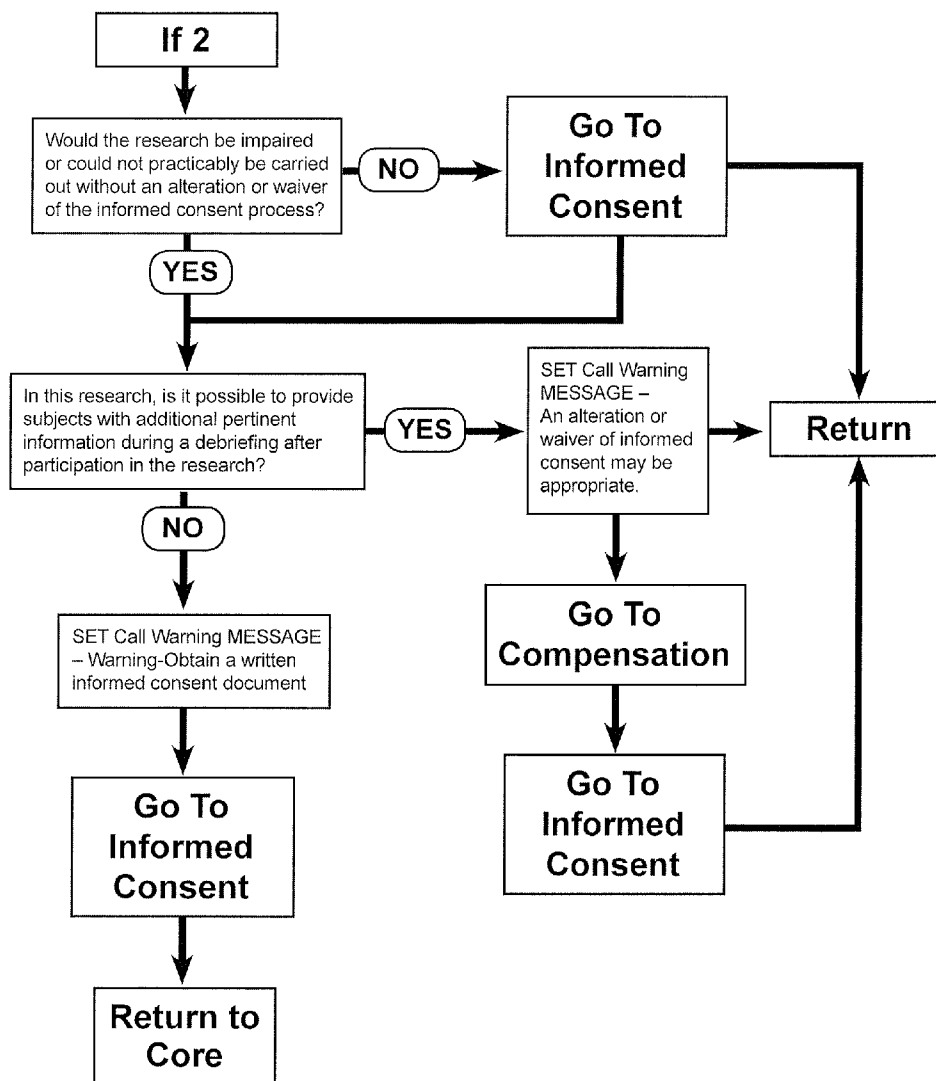 If 2
Would the research be impaired
or could not practicably be carried
out without an alteration or waiver
of the informed consent process?
NO
Go To
Informed
Consent
YES
In this research, is it possible to provide
subjects with additional pertinent
information during a debriefing after
participation in the research?
YES
SET Call Warning
MESSAGE –
An alteration or
waiver of informed
consent may be
appropriate.
Return
NO
SET Call Warning MESSAGE
– Warning-Obtain a written
informed consent document
Go To
Compensation
Go To
Informed
Consent
Go To
Informed
Consent
Return to
Core